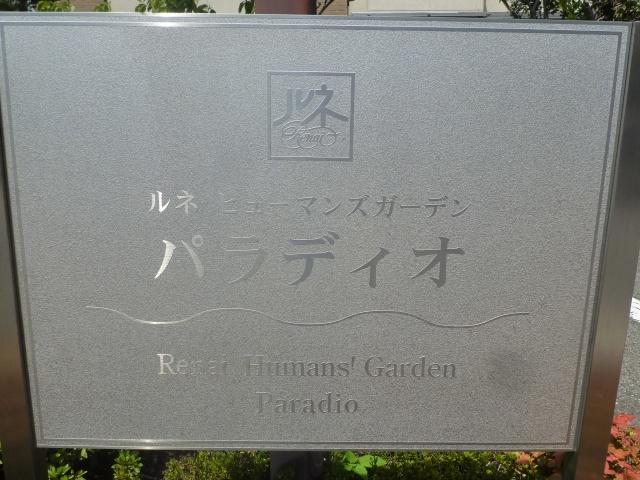 ルネ
Renai
ルネ ヒューマンズガーデン
パラディオ
Renai Humans' Garden
Paradio